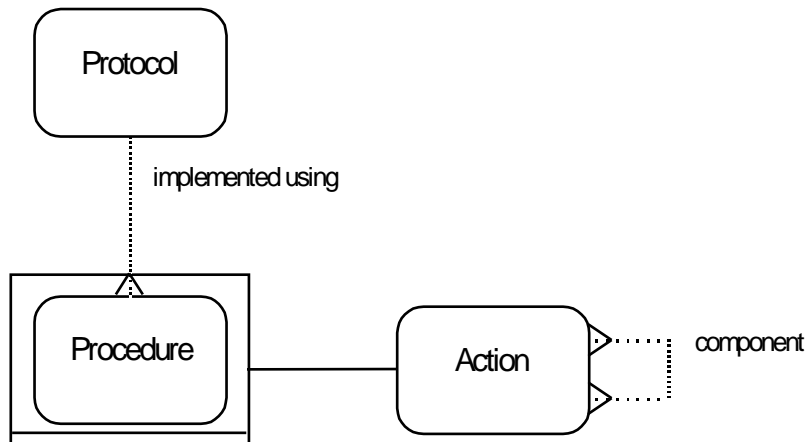 Protocol
implemented using
Procedure
Action
component